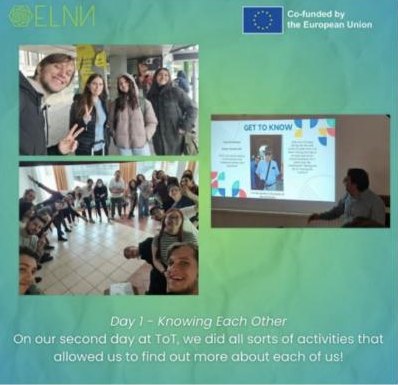 ELNN
Co-funded by
the European Union
GET TO KNOW
Day 1 - Knowing Each Other
On our second day at ToT, we did all sorts of activities that
allowed us to find out more about each of us!